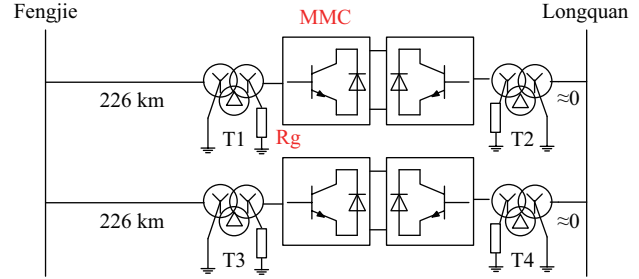 Fengjie
MMC
Longquan
226 km
T1
Rg
T2
≈0
226 km
T3
T4
≈0